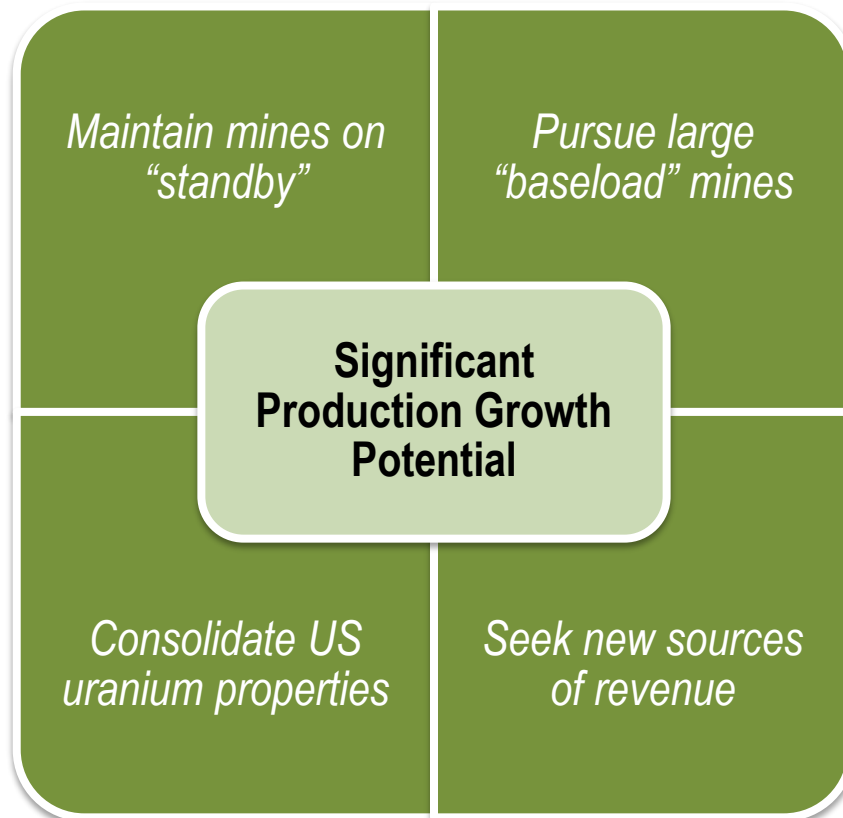 Maintain mines on
“standby”
Pursue large
“baseload” mines
Significant
Production Growth
Potential
Consolidate US
uranium properties
Seek new sources
of revenue